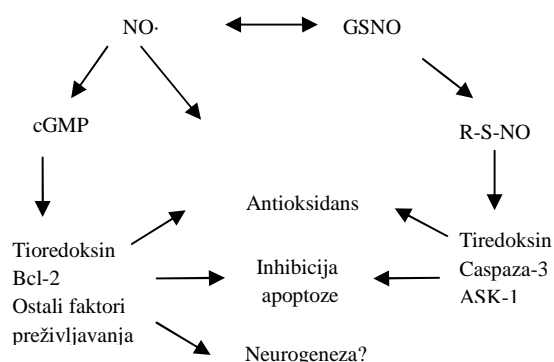 NO·
GSNO
cGMP
R-S-NO
Antioksidans
Tioredoksin
Bcl-2
Ostali faktori
preživljavanja
Inhibicija
apoptoze
Tiredoksin
Caspaza-3
ASK-1
Neurogeneza?